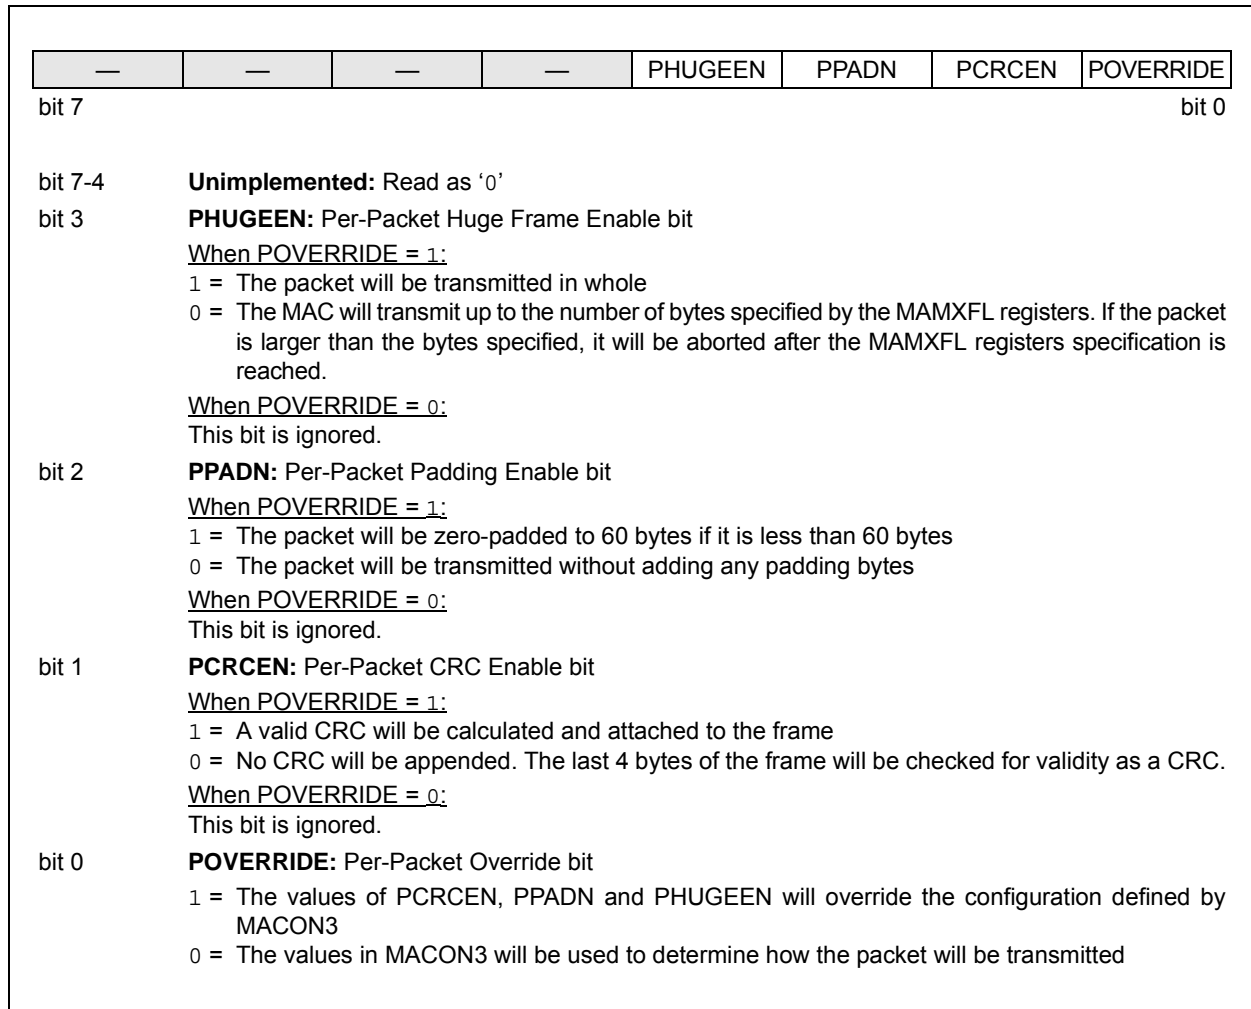 — — — — PHUGEEN PPADN PCRCEN POVERRIDE
bit 7 bit 0
bit 7-4 Unimplemented: Read as ‘0’
bit 3 PHUGEEN: Per-Packet Huge Frame Enable bit
When POVERRIDE = 1:
1 = The packet will be transmitted in whole
0 = The MAC will transmit up to the number of bytes specified by the MAMXFL registers. If the packet
is larger than the bytes specified, it will be aborted after the MAMXFL registers specification is
reached.
When POVERRIDE = 0:
This bit is ignored.
bit 2 PPADN: Per-Packet Padding Enable bit
When POVERRIDE = 1:
1 = The packet will be zero-padded to 60 bytes if it is less than 60 bytes
0 = The packet will be transmitted without adding any padding bytes
When POVERRIDE = 0:
This bit is ignored.
bit 1 PCRCEN: Per-Packet CRC Enable bit
When POVERRIDE = 1:
1 = A valid CRC will be calculated and attached to the frame
0 = No CRC will be appended. The last 4 bytes of the frame will be checked for validity as a CRC.
When POVERRIDE = 0:
This bit is ignored.
bit 0 POVERRIDE: Per-Packet Override bit
1 = The values of PCRCEN, PPADN and PHUGEEN will override the configuration defined by
MACON3
0 = The values in MACON3 will be used to determine how the packet will be transmitted